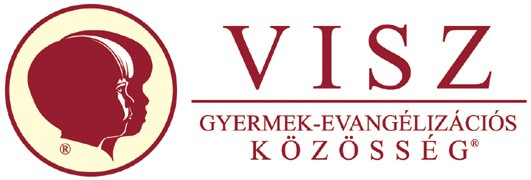 VISZ
GYERMEK-EVANGÉLIZÁCIÓS
KÖZÖSSÉG®
®